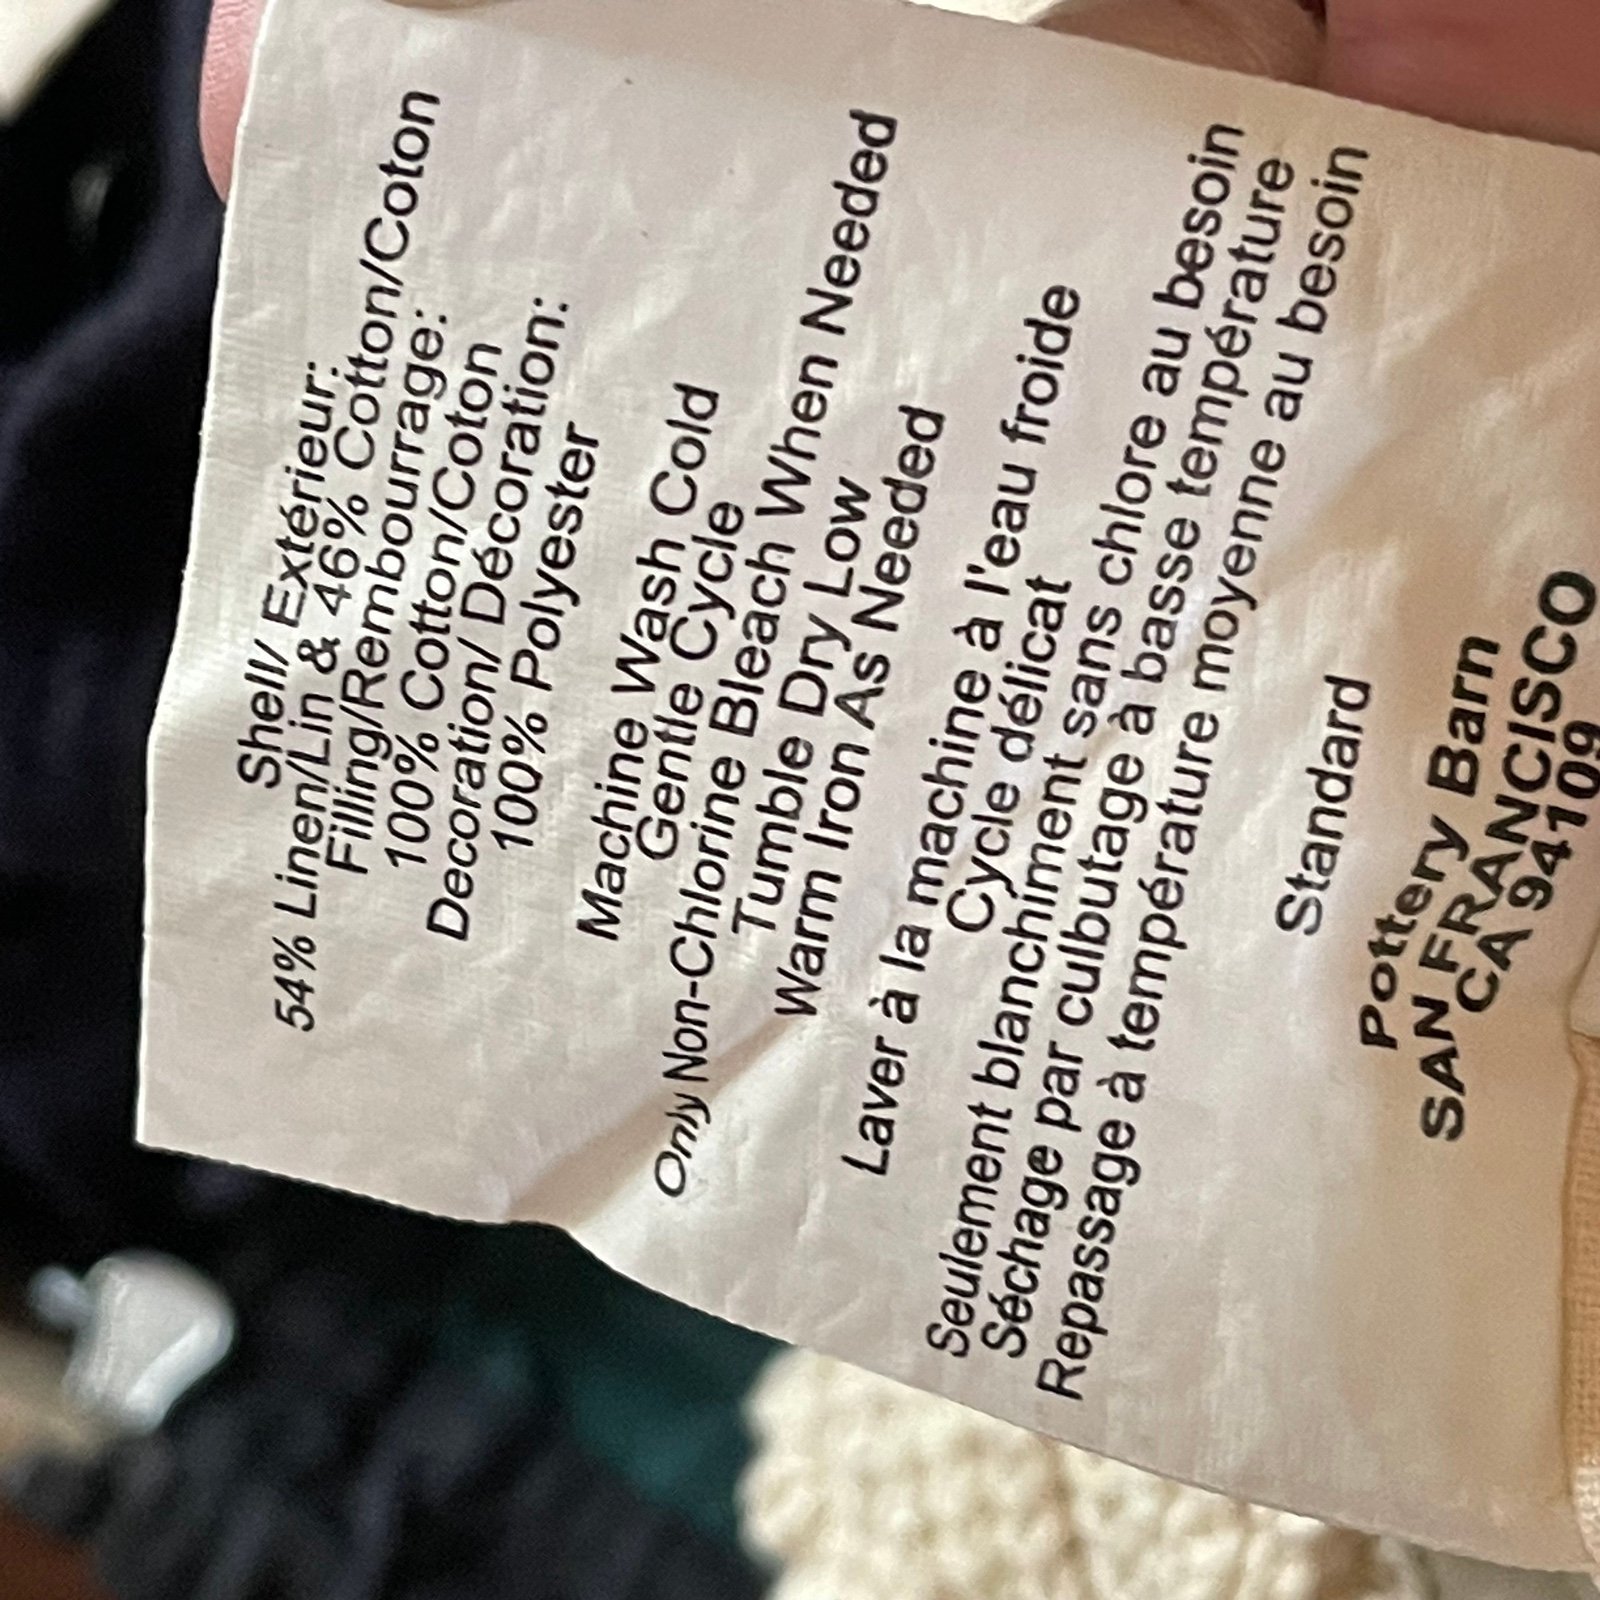 Shell/ Extérieur:
54% Linen/Lin & 46% Cotton/Coton
Filling/Rembourrage:
100% Cotton/Coton
Decoration/ Décoration:
100% Polyester
Machine Wash Cold
Gentle Cycle
Only Non-Chlorine Bleach When Needed
Tumble Dry Low
Warm Iron As Needed
Laver à la machine à l'eau froide
Cycle délicat
Seulement blanchiment sans chlore au besoin
Séchage par culbutage à basse température
Repassage à température moyenne au besoin
Standard
Pottery Barn
SAN FRANCISCO
CA 94109